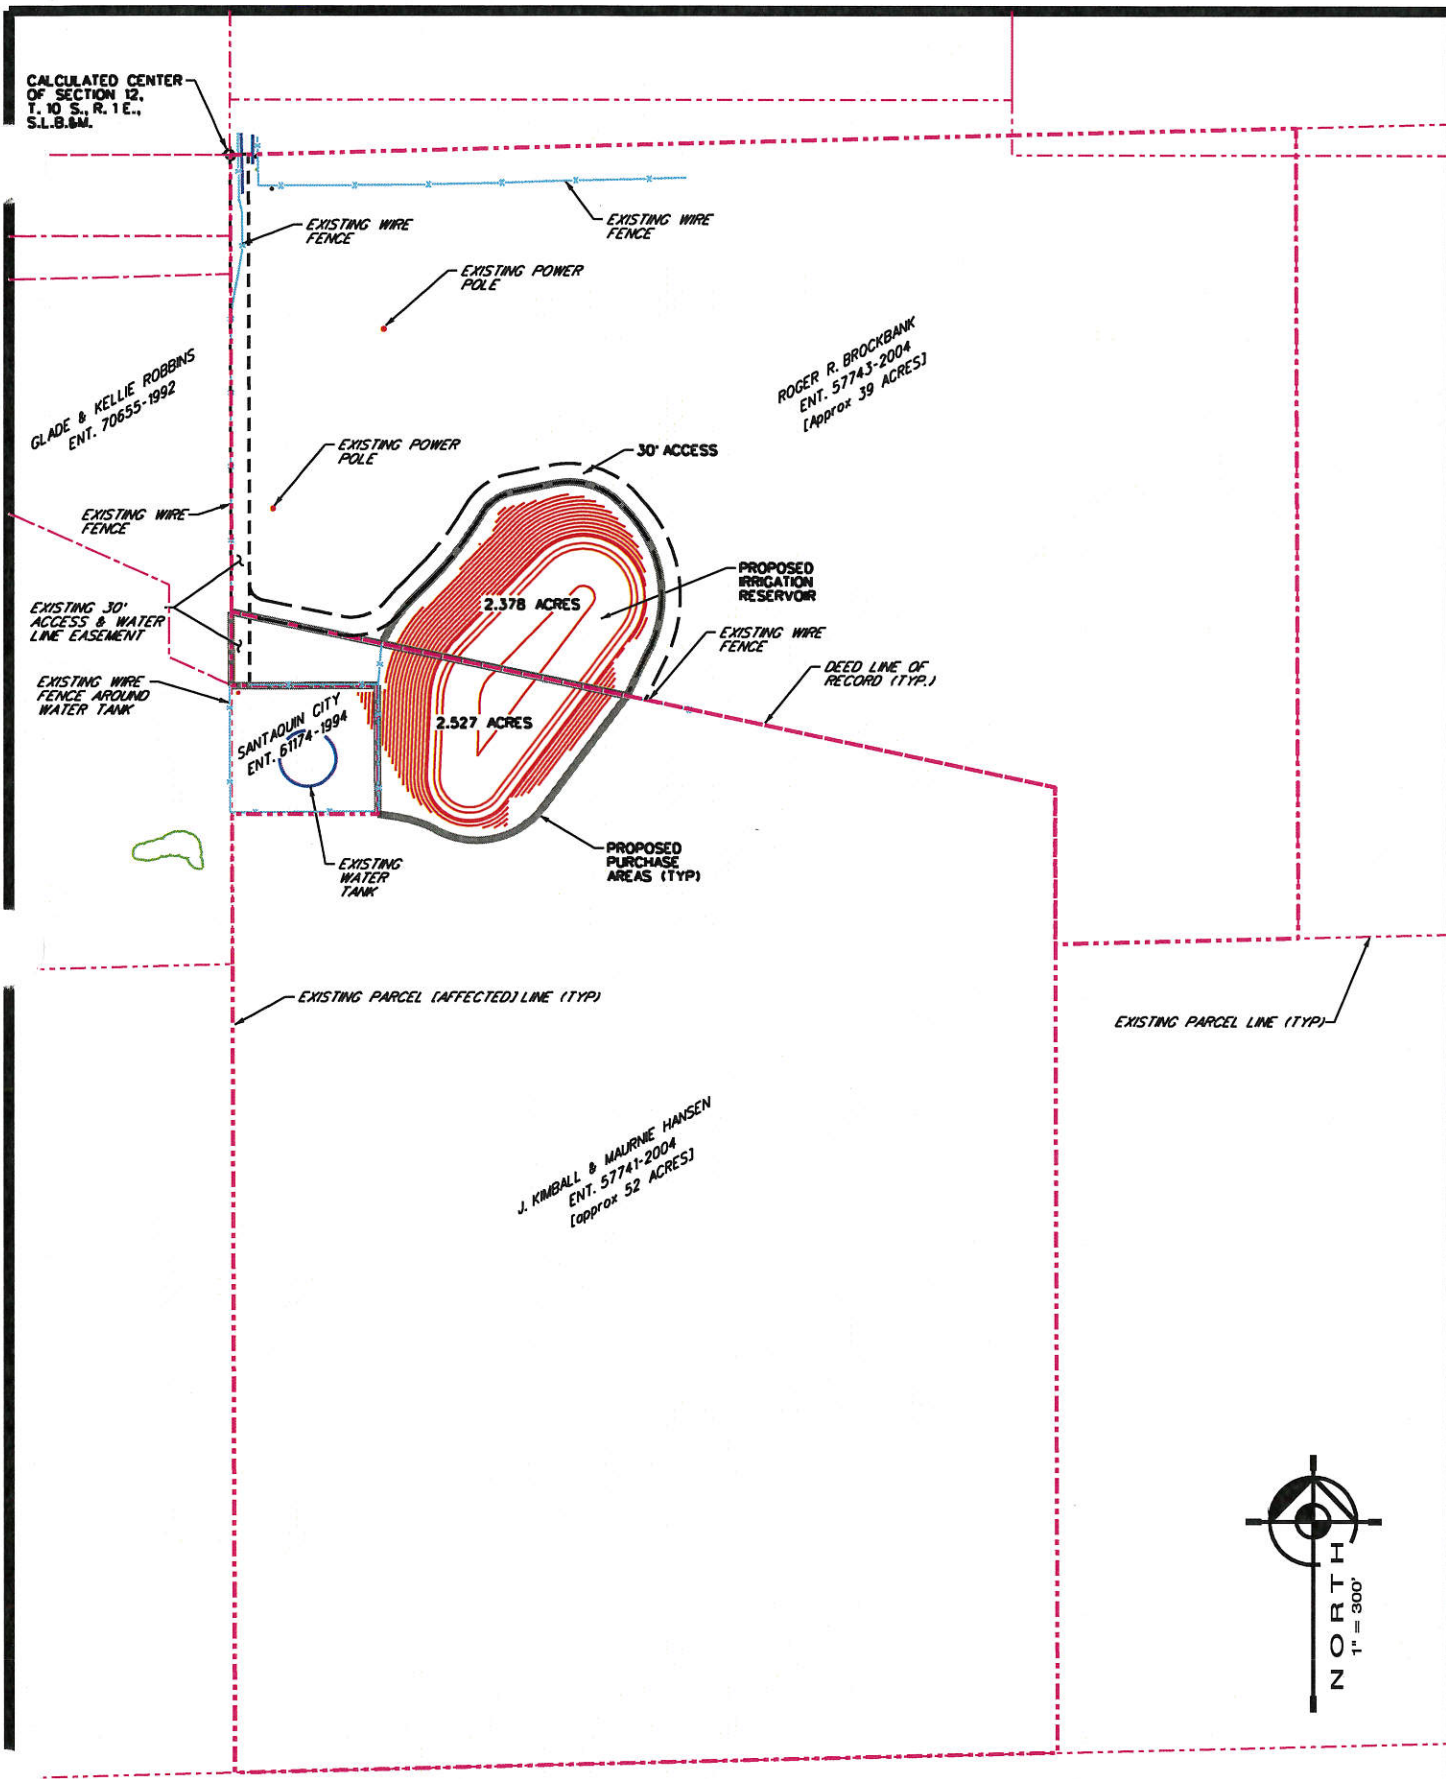 CALCULATED CENTER
OF SECTION 12,
T. 10 S., R. 1 E.,
S.L.B.&M.
EXISTING WIRE
FENCE
EXISTING WIRE
FENCE
EXISTING POWER
POLE
GLADE & KELLIE ROBBINS
ENT. 70655-1992
ROGER R. BROCKBANK
ENT. 57743-2004
[Approx 39 ACRES]
EXISTING POWER
POLE
30' ACCESS
EXISTING WIRE
FENCE
PROPOSED
IRRIGATION
RESERVOIR
2.378 ACRES
EXISTING 30'
ACCESS & WATER
LINE EASEMENT
EXISTING WIRE
FENCE
DEED LINE OF
RECORD (TYP.)
EXISTING WIRE
FENCE AROUND
WATER TANK
SANTAQUIN CITY
ENT. 61174-1994
2.527 ACRES
PROPOSED
PURCHASE
AREAS (TYP)
EXISTING
WATER
TANK
EXISTING PARCEL [AFFECTED] LINE (TYP)
EXISTING PARCEL LINE (TYP)
J. KIMBALL & MAURNIE HANSEN
ENT. 57741-2004
[approx 52 ACRES]
NORTH
1" = 300'